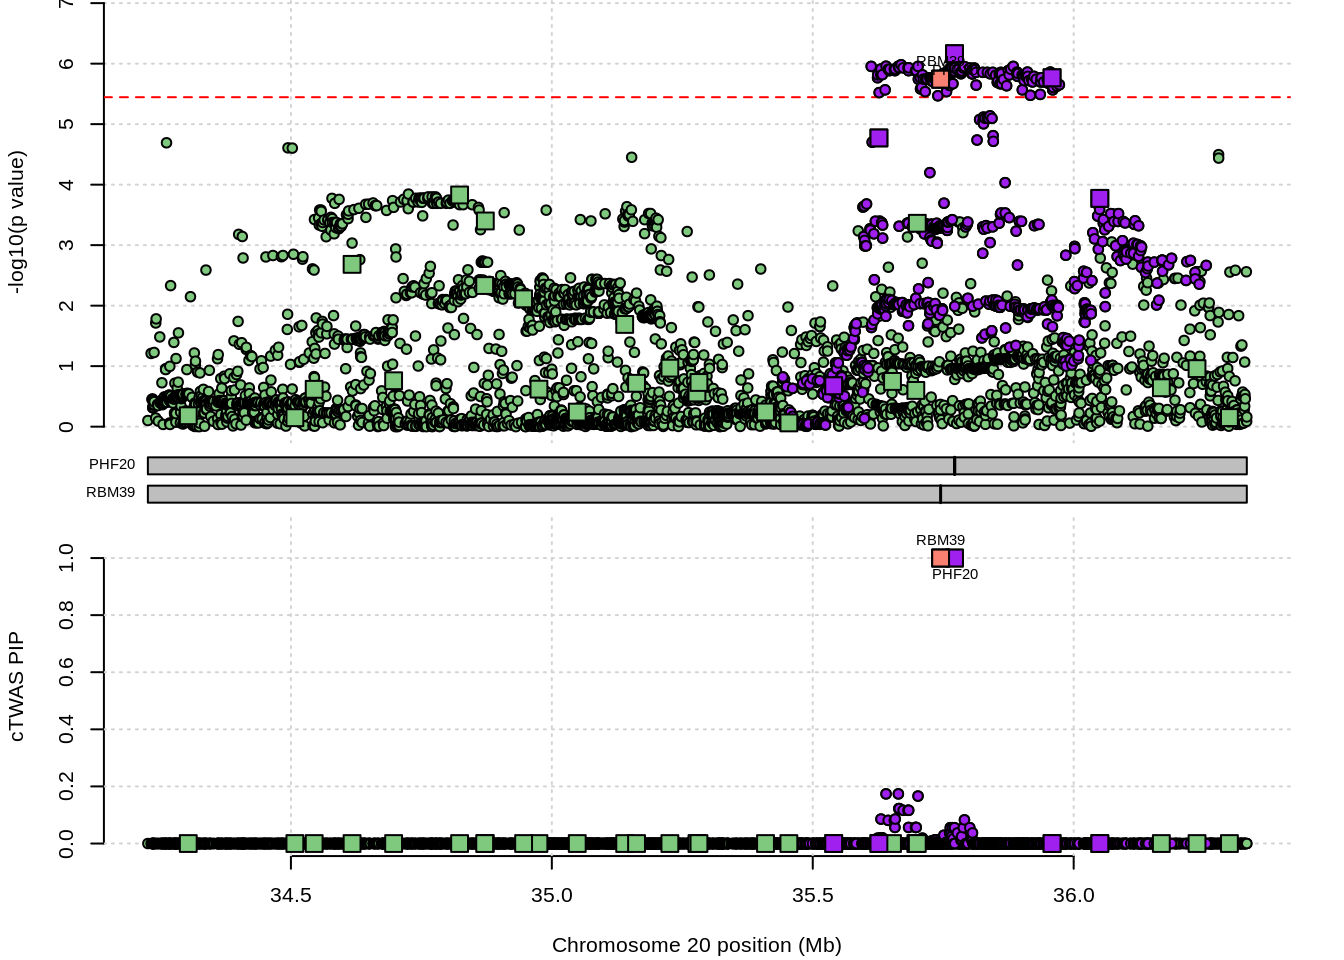 7
6
RBM39
5
4
3
2
1
0
-log10(p value)
PHF20
RBM39
RBM39
PHF20
1.0
0.8
0.6
0.4
0.2
0.0
cTWAS PIP
34.5 35.0 35.5 36.0
Chromosome 20 position (Mb)